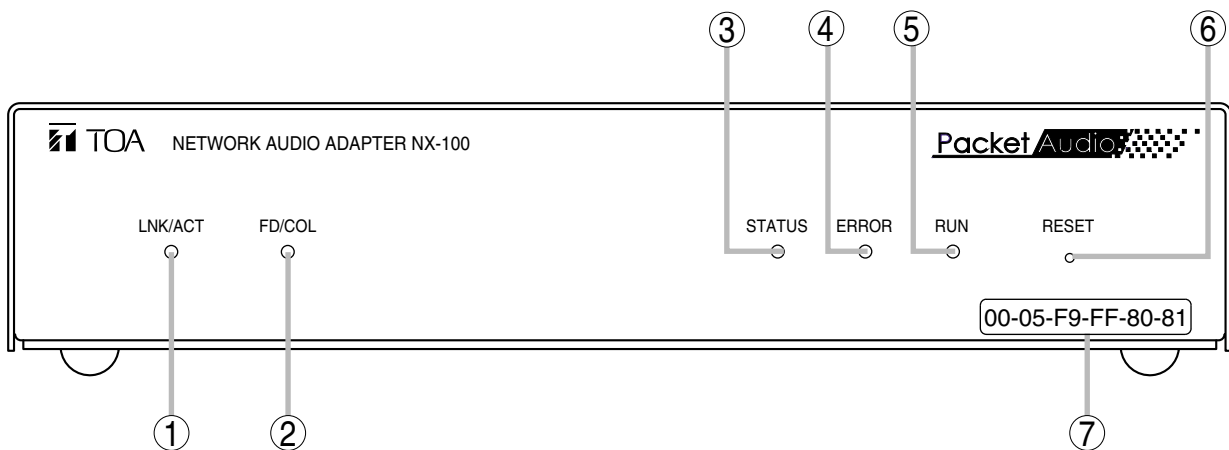 ③ ④ ⑤ ⑥
TOA NETWORK AUDIO ADAPTER NX-100
Packet Audio
LNK/ACT FD/COL STATUS ERROR RUN RESET
00-05-F9-FF-80-81
① ② ⑦